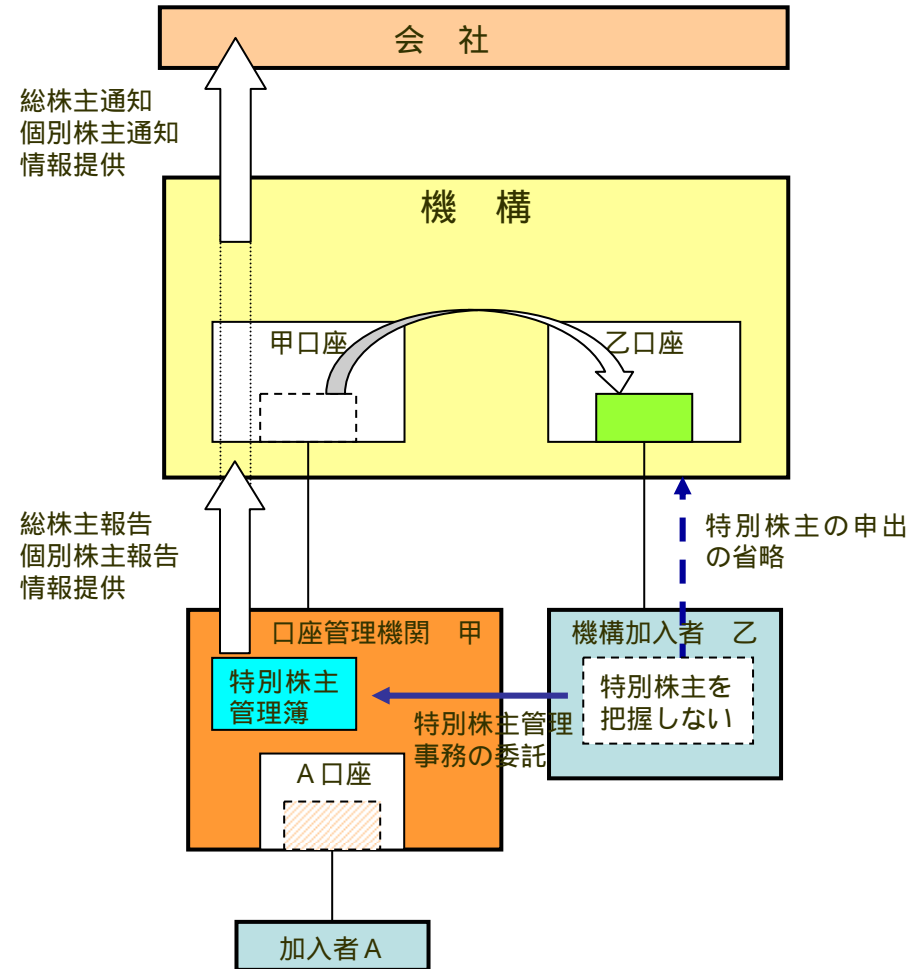 会　社
総株主通知
個別株主通知
情報提供
機　構
甲口座
乙口座
総株主報告
個別株主報告
情報提供
特別株主の申出
の省略
口座管理機関　甲
機構加入者　乙
特別株主
管理簿
特別株主を
把握しない
特別株主管理
事務の委託
Ａ口座
加入者Ａ